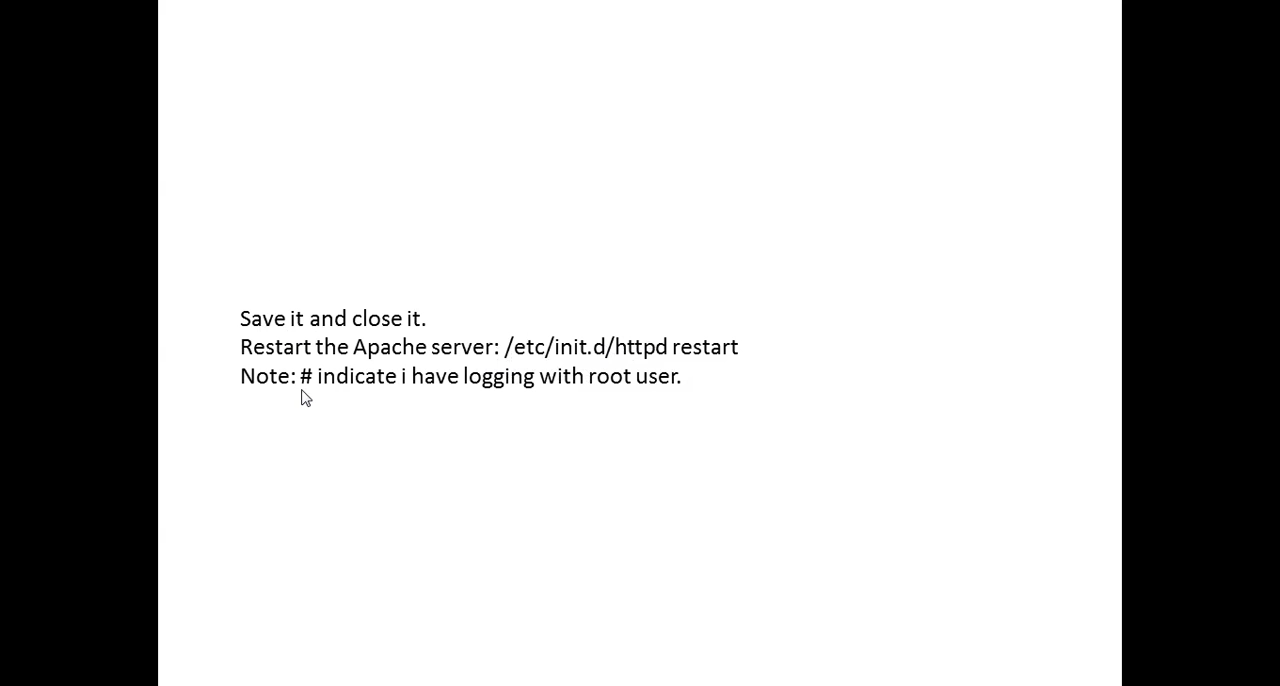 Save it and close it.
Restart the Apache server: /etc/init.d/httpd restart
Note: # indicate i have logging with root user.